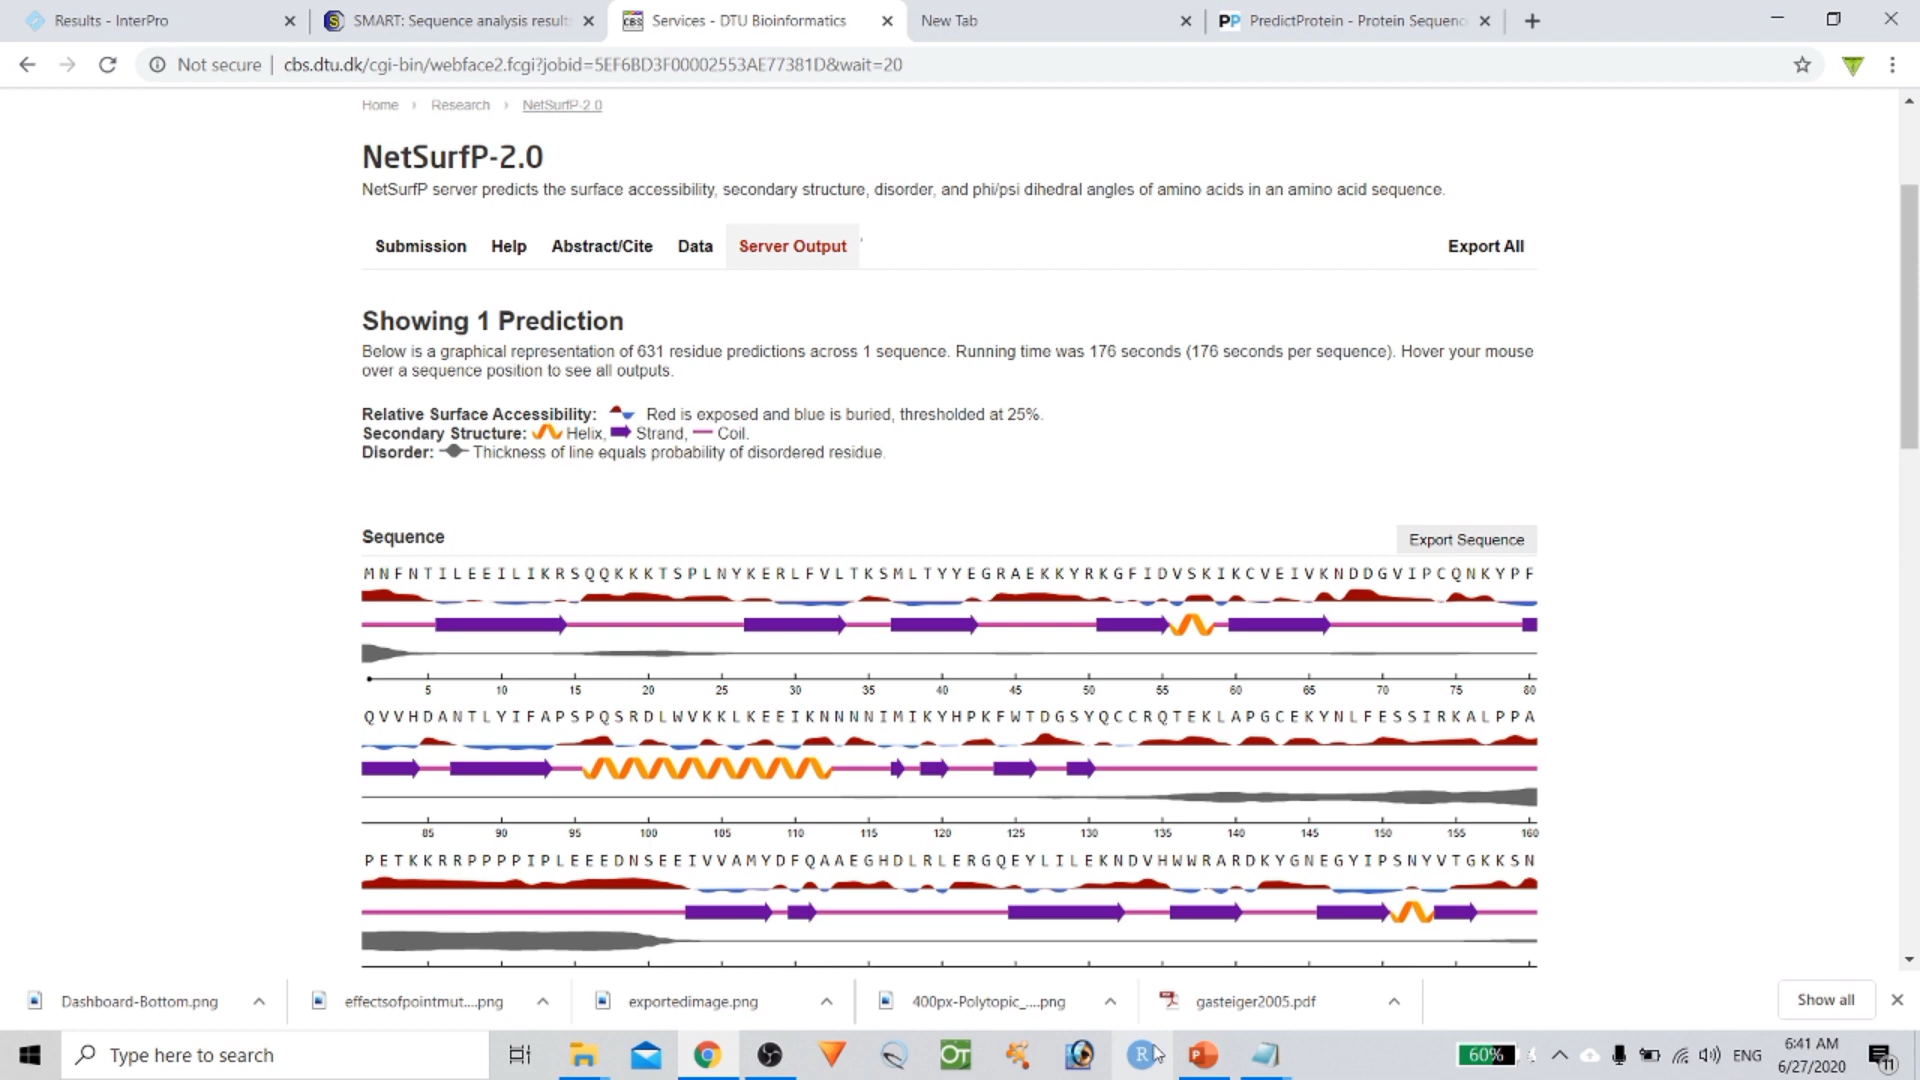 Results - InterPro
SMART: Sequence analysis result
Services - DTU Bioinformatics
New Tab
PredictProtein - Protein Sequenc
Not secure | cbs.dtu.dk/cgi-bin/webface2.fcgi?jobid=5EF6BD3F00002553AE77381D&wait=20
Home › Research › NetSurfP-2.0
NetSurfP-2.0
NetSurfP server predicts the surface accessibility, secondary structure, disorder, and phi/psi dihedral angles of amino acids in an amino acid sequence.
Submission Help Abstract/Cite Data Server Output Export All
Showing 1 Prediction
Below is a graphical representation of 631 residue predictions across 1 sequence. Running time was 176 seconds (176 seconds per sequence). Hover your mouse
over a sequence position to see all outputs.
Relative Surface Accessibility: Red is exposed and blue is buried, thresholded at 25%.
Secondary Structure: Helix, Strand, Coil.
Disorder: Thickness of line equals probability of disordered residue.
Sequence Export Sequence
M N F N T I L E E I L I K R S Q Q K K K T S P L N Y K E R L F V L T K S M L T Y Y E G R A E K K Y R K G F I D V S K I K C V E I V K N D D G V I P C Q N K Y P F
5 10 15 20 25 30 35 40 45 50 55 60 65 70 75 80
Q V V H D A N T L Y I F A P S P Q S R D L W V K K L K E E I K N N N N I M I K Y H P K F W T D G S Y Q C C R Q T E K L A P G C E K Y N L F E S S I R K A L P P A
85 90 95 100 105 110 115 120 125 130 135 140 145 150 155 160
P E T K K R R P P P P I P L E E E D N S E E I V V A M Y D F Q A A E G H D L R L E R G Q E Y L I L E K N D V H W W R A R D K Y G N E G Y I P S N Y V T G K K S N
Dashboard-Bottom.png
effectsofpointmut....png
exportedimage.png
400px-Polytopic_....png
gasteiger2005.pdf
Show all
Type here to search
60%
ENG
6:41 AM
6/27/2020
11